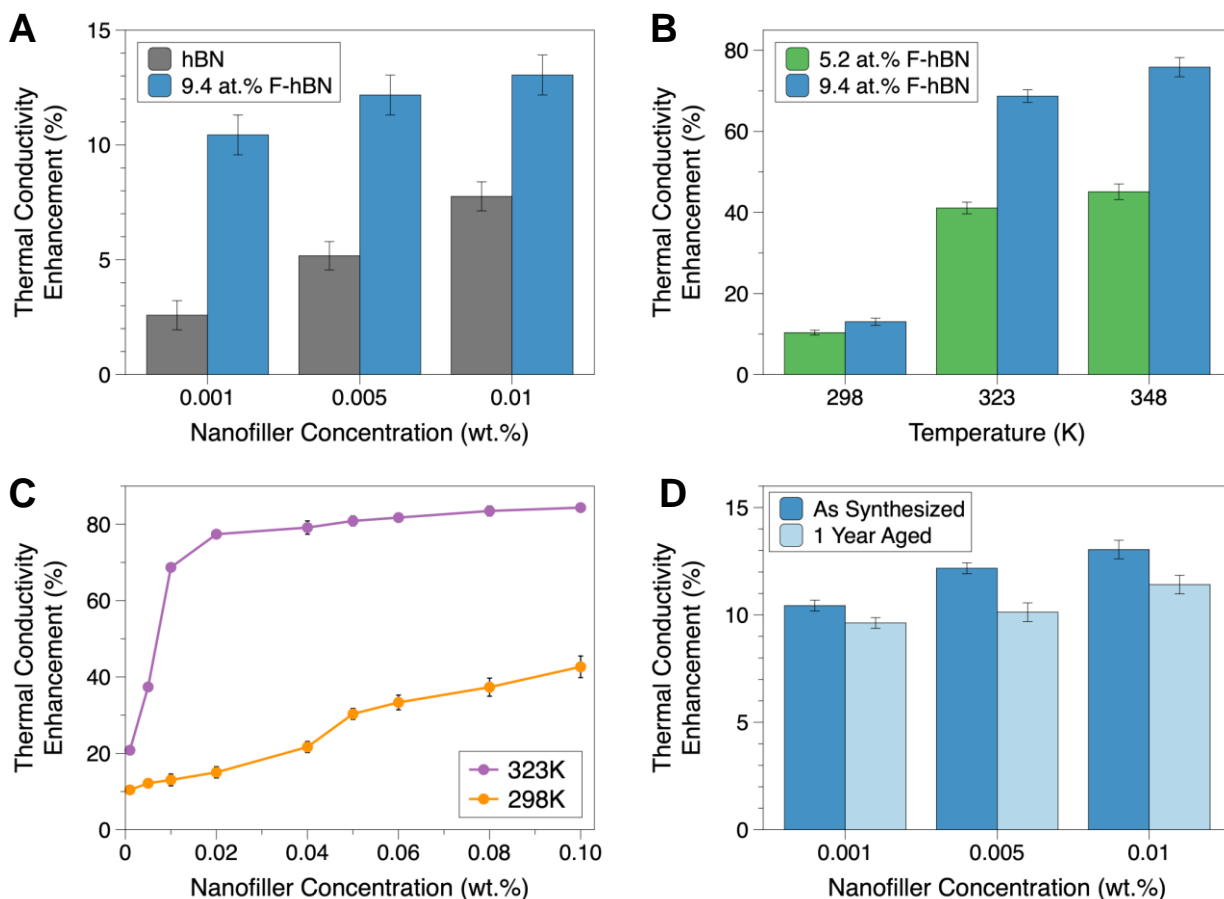 A
15
10
5
0
Thermal Conductivity
Enhancement (%)
hBN
9.4 at.% F-hBN
0.001
0.005
0.01
Nanofiller Concentration (wt.%)
B
80
60
40
20
0
Thermal Conductivity
Enhancement (%)
5.2 at.% F-hBN
9.4 at.% F-hBN
298
323
348
Temperature (K)
C
80
60
40
20
0
Thermal Conductivity
Enhancement (%)
323K
298K
0
0.02
0.04
0.06
0.08
0.10
Nanofiller Concentration (wt.%)
D
16
15
10
5
0
Thermal Conductivity
Enhancement (%)
As Synthesized
1 Year Aged
0.001
0.005
0.01
Nanofiller Concentration (wt.%)